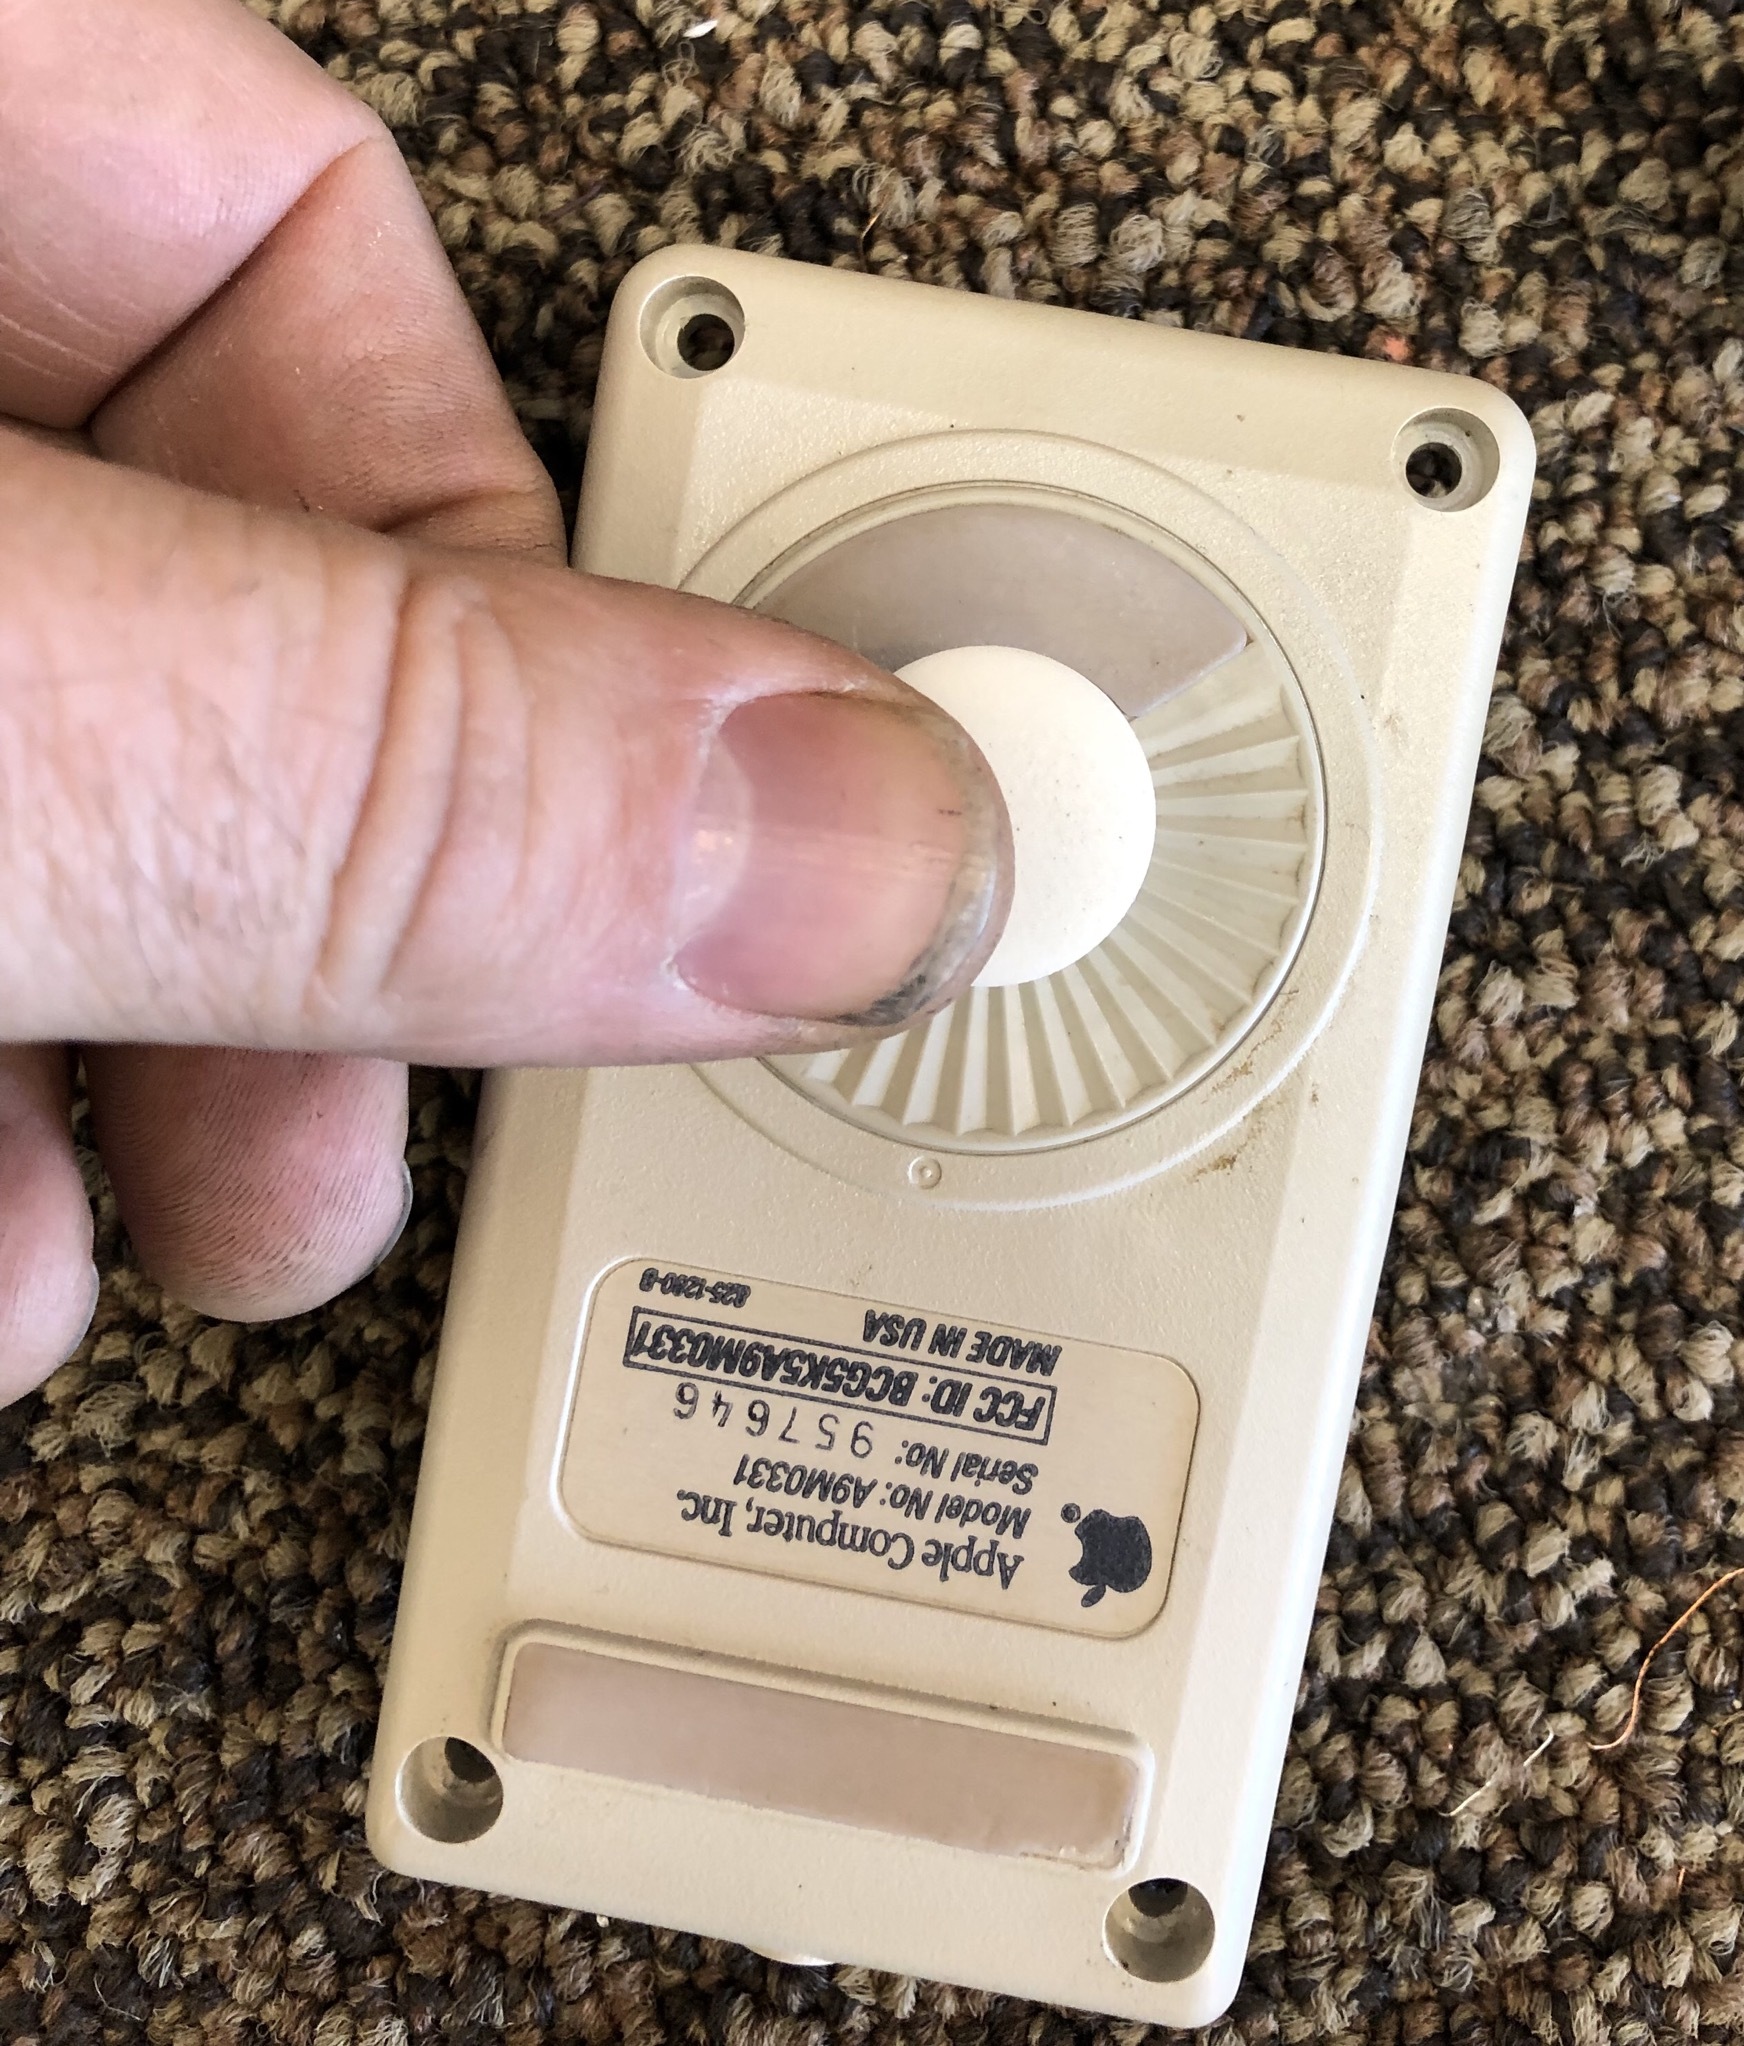 Apple Computer, Inc.
Model No: A9M0331
Serial No: 957646
FCC ID: BCG5K5A9M0331
MADE IN USA
825-1280-B